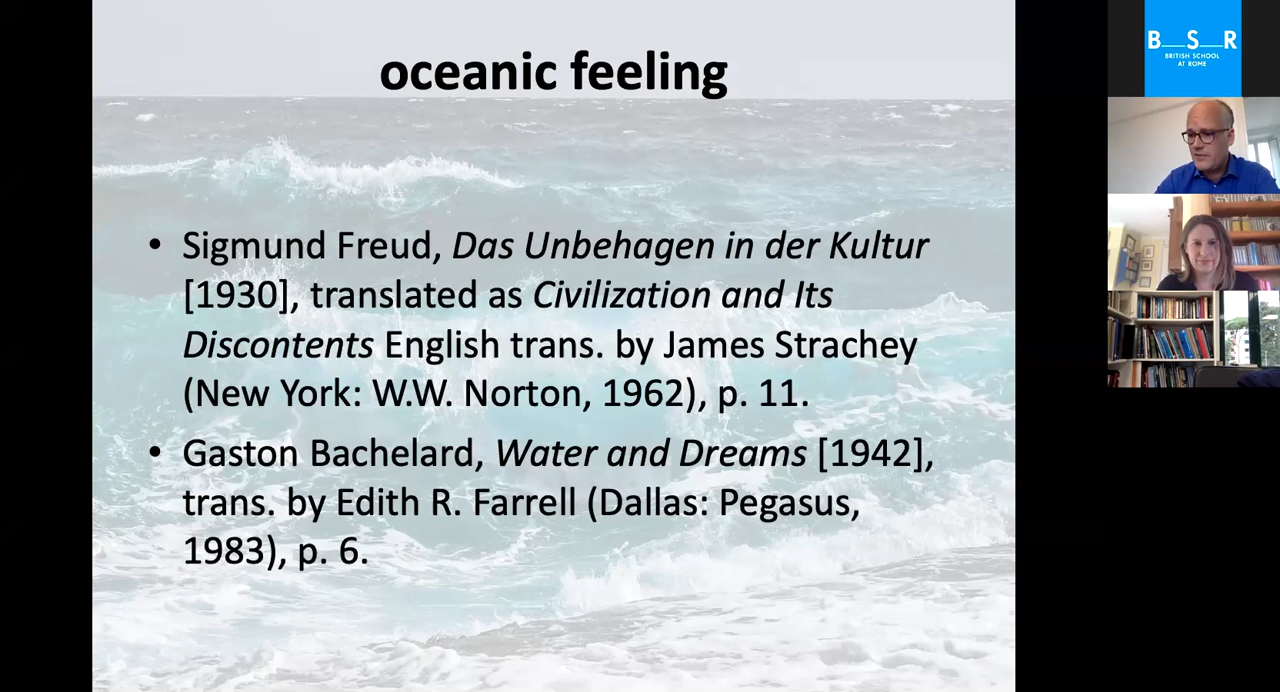 oceanic feeling
• Sigmund Freud, Das Unbehagen in der Kultur
[1930], translated as Civilization and Its
Discontents English trans. by James Strachey
(New York: W.W. Norton, 1962), p. 11.
• Gaston Bachelard, Water and Dreams [1942],
trans. by Edith R. Farrell (Dallas: Pegasus,
1983), p. 6.
B__S__R
BRITISH SCHOOL
AT ROME